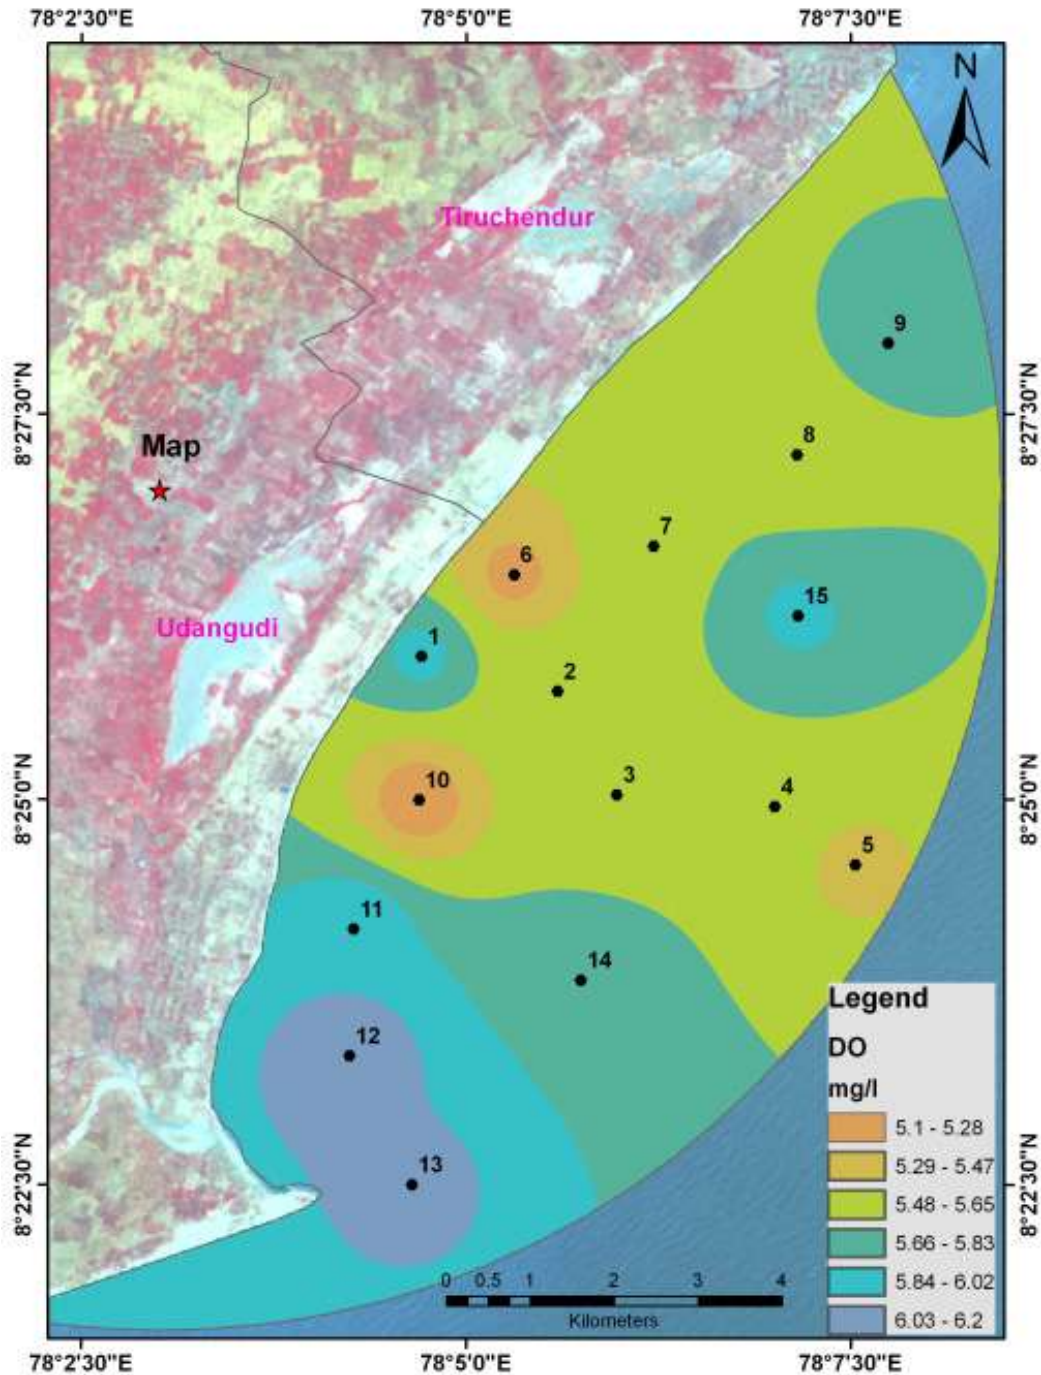 78°2'30"E 78°5'0"E 78°7'30"E
N
Tiruchendur
9
8°27'30"N 8°27'30"N
8
Map
7
6
15
Udangudi
1
2
10
3
4
8°25'0"N 8°25'0"N
5
11
14
Legend
12
DO
mg/l
5.1 - 5.28
13
5.29 - 5.47
8°22'30"N 8°22'30"N
5.48 - 5.65
5.66 - 5.83
0 0.5 1 2 3 4
5.84 - 6.02
Kilometers
6.03 - 6.2
78°2'30"E 78°5'0"E 78°7'30"E